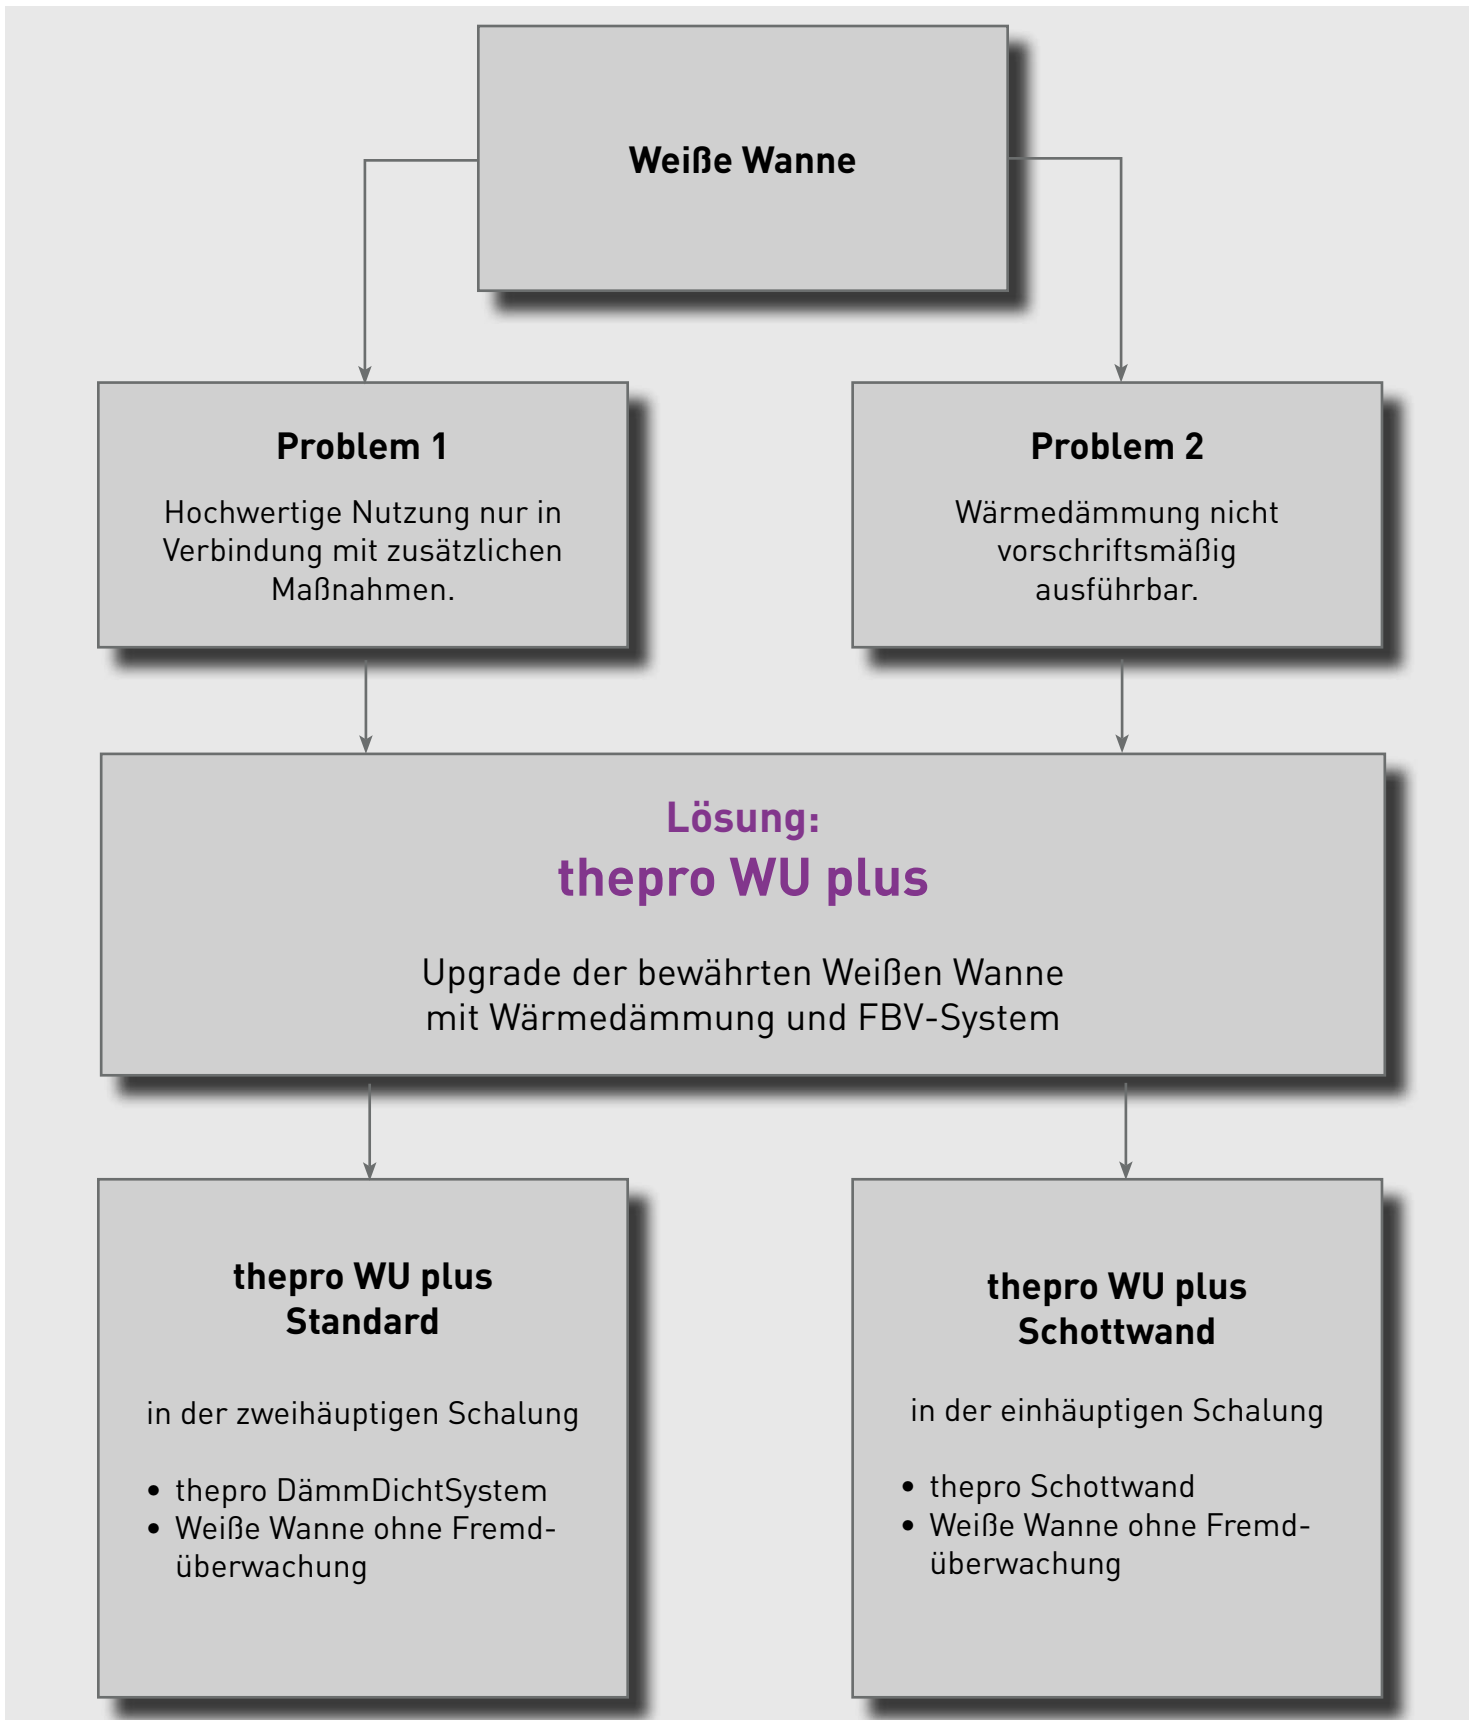 Weiße Wanne
Problem 1
Hochwertige Nutzung nur in
Verbindung mit zusätzlichen
Maßnahmen.
Problem 2
Wärmedämmung nicht
vorschriftsmäßig
ausführbar.
Lösung:
thepro WU plus
Upgrade der bewährten Weißen Wanne
mit Wärmedämmung und FBV-System
thepro WU plus
Standard
in der zweihäuptigen Schalung
• thepro DämmDichtSystem
• Weiße Wanne ohne Fremd-
überwachung
thepro WU plus
Schottwand
in der einhäuptigen Schalung
• thepro Schottwand
• Weiße Wanne ohne Fremd-
überwachung